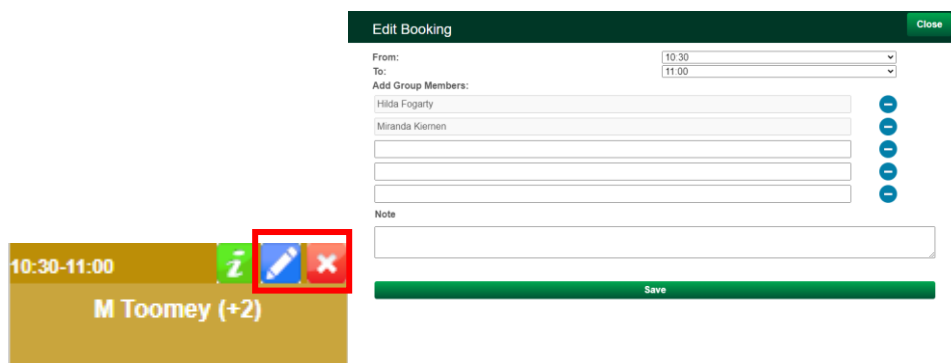 Edit Booking
Close
From:
10:30
To:
11:00
Add Group Members:
Hilda Fogarty
Miranda Kiernen
Note
Save
10:30-11:00
i
M Toomey (+2)